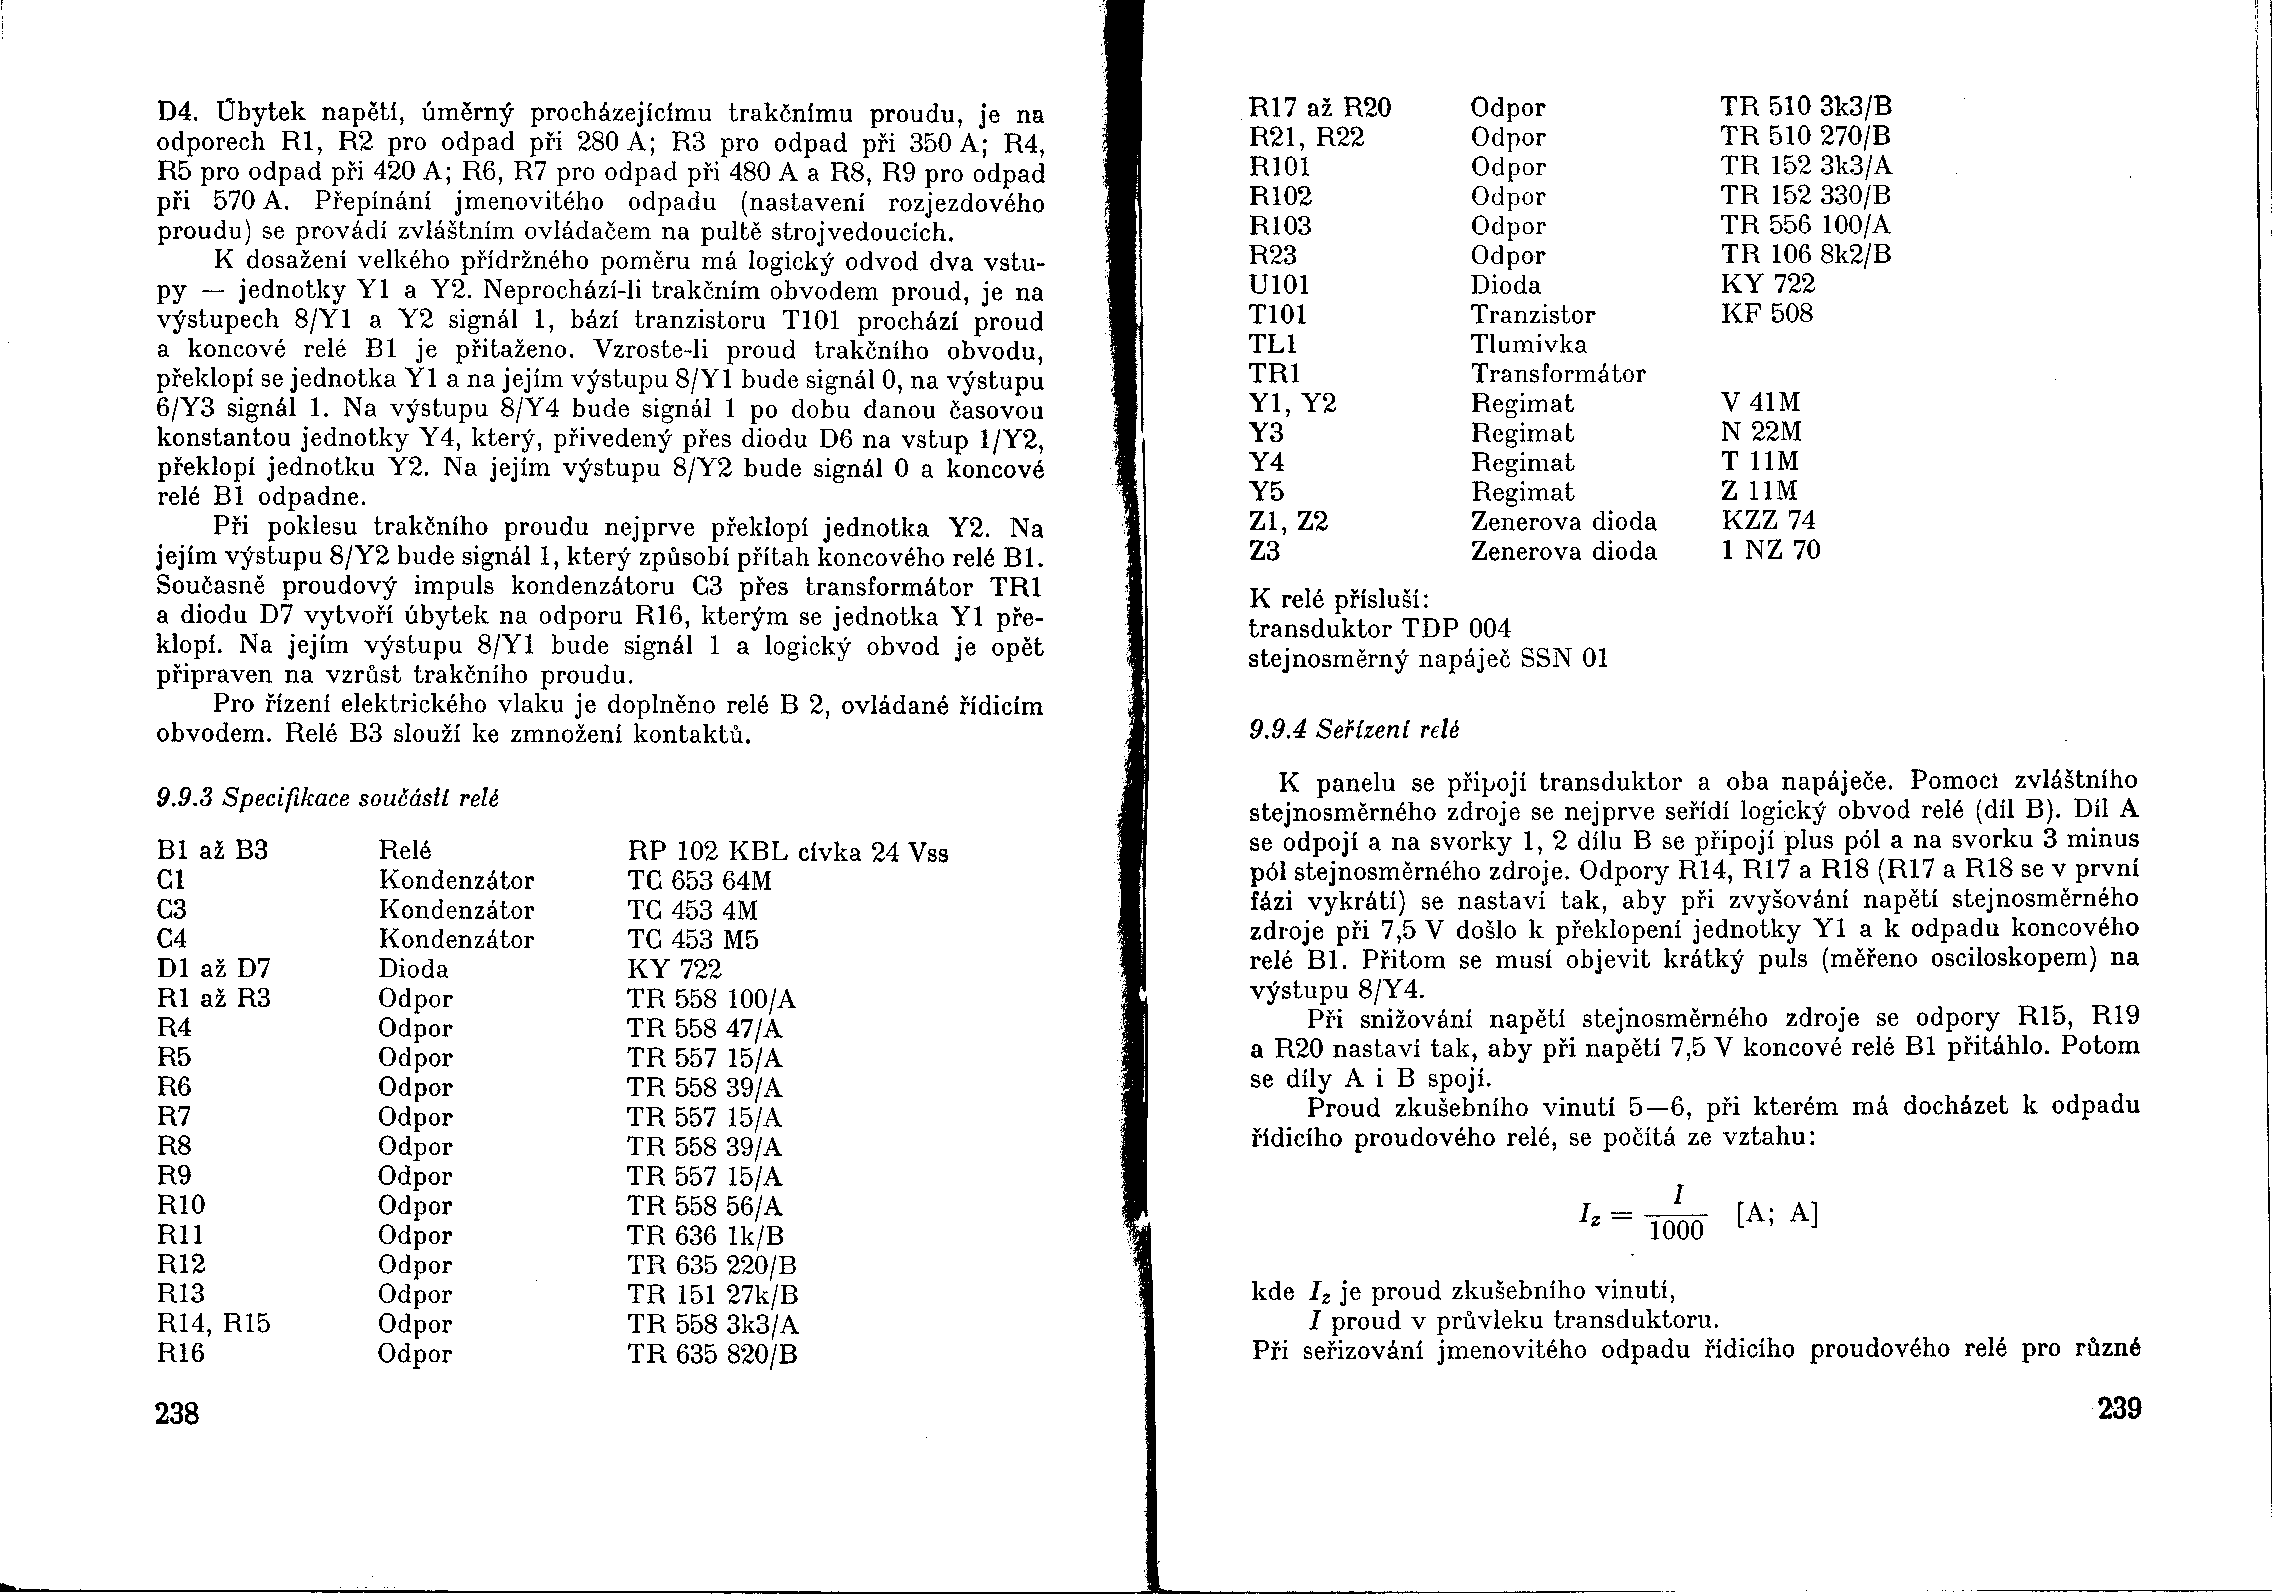 D4. Úbytek napětí, úměrný procházejícímu trakčnímu proudu, je na
odporech R1, R2 pro odpad při 280 A; R3 pro odpad při 350 A; R4,
R5 pro odpad při 420 A; R6, R7 pro odpad při 480 A a R8, R9 pro odpad
při 570 A. Přepínání jmenovitého odpadu (nastavení rozjezdového
proudu) se provádí zvláštním ovládačem na pultě strojvedoucích.
K dosažení velkého přídržného poměru má logický odvod dva vstu-
py — jednotky Y1 a Y2. Neprochází-li trakčním obvodem proud, je na
výstupech 8/Y1 a Y2 signál 1, bází tranzistoru T101 prochází proud
a koncové relé B1 je přitaženo. Vzroste-li proud trakčního obvodu,
překlopí se jednotka Y1 a na jejím výstupu 8/Y1 bude signál 0, na výstupu
6/Y3 signál 1. Na výstupu 8/Y4 bude signál 1 po dobu danou časovou
konstantou jednotky Y4, který, přivedený přes diodu D6 na vstup 1/Y2,
překlopí jednotku Y2. Na jejím výstupu 8/Y2 bude signál 0 a koncové
relé B1 odpadne.
Při poklesu trakčního proudu nejprve překlopí jednotka Y2. Na
jejím výstupu 8/Y2 bude signál 1, který způsobí přítah koncového relé B1.
Současně proudový impuls kondenzátoru C3 přes transformátor TR1
a diodu D7 vytvoří úbytek na odporu R16, kterým se jednotka Y1 pře-
klopí. Na jejím výstupu 8/Y1 bude signál 1 a logický obvod je opět
připraven na vzrůst trakčního proudu.
Pro řízení elektrického vlaku je doplněno relé B 2, ovládané řídicím
obvodem. Relé B3 slouží ke zmnožení kontaktů.
9.9.3 Specifikace součástí relé
B1 až B3 Relé RP 102 KBL cívka 24 Vss
C1 Kondenzátor TC 653 64M
C3 Kondenzátor TC 453 4M
C4 Kondenzátor TC 453 M5
D1 až D7 Dioda KY 722
R1 až R3 Odpor TR 558 100/A
R4 Odpor TR 558 47/A
R5 Odpor TR 557 15/A
R6 Odpor TR 558 39/A
R7 Odpor TR 557 15/A
R8 Odpor TR 558 39/A
R9 Odpor TR 557 15/A
R10 Odpor TR 558 56/A
R11 Odpor TR 636 1k/B
R12 Odpor TR 635 220/B
R13 Odpor TR 151 27k/B
R14, R15 Odpor TR 558 3k3/A
R16 Odpor TR 635 820/B
238
R17 až R20 Odpor TR 510 3k3/B
R21, R22 Odpor TR 510 270/B
R101 Odpor TR 152 3k3/A
R102 Odpor TR 152 330/B
R103 Odpor TR 556 100/A
R23 Odpor TR 106 8k2/B
U101 Dioda KY 722
T101 Tranzistor KF 508
TL1 Tlumivka
TR1 Transformátor
Y1, Y2 Regimat V 41M
Y3 Regimat N 22M
Y4 Regimat T 11M
Y5 Regimat Z 11M
Z1, Z2 Zenerova dioda KZZ 74
Z3 Zenerova dioda 1 NZ 70
K relé přísluší:
transduktor TDP 004
stejnosměrný napáječ SSN 01
9.9.4 Seřízení relé
K panelu se připojí transduktor a oba napáječe. Pomocí zvláštního
stejnosměrného zdroje se nejprve seřídí logický obvod relé (díl B). Díl A
se odpojí a na svorky 1, 2 dílu B se připojí plus pól a na svorku 3 minus
pól stejnosměrného zdroje. Odpory R14, R17 a R18 (R17 a R18 se v první
fázi vykrátí) se nastaví tak, aby při zvyšování napětí stejnosměrného
zdroje při 7,5 V došlo k překlopení jednotky Y1 a k odpadu koncového
relé B1. Přitom se musí objevit krátký puls (měřeno osciloskopem) na
výstupu 8/Y4.
Při snižování napětí stejnosměrného zdroje se odpory R15, R19
a R20 nastaví tak, aby při napětí 7,5 V koncové relé B1 přitáhlo. Potom
se díly A i B spojí.
Proud zkušebního vinutí 5—6, při kterém má docházet k odpadu
řídicího proudového relé, se počítá ze vztahu:
I_z = I / 1000 [A; A]
kde I_z je proud zkušebního vinutí,
I proud v průvleku transduktoru.
Při seřizování jmenovitého odpadu řídicího proudového relé pro různé
239